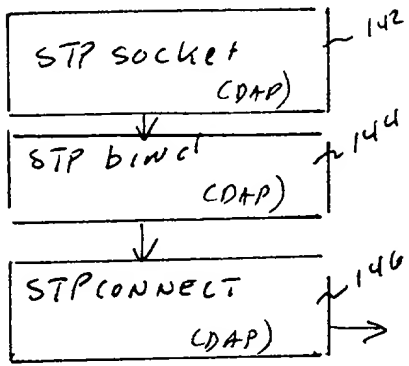 STP socket 142
(DAP)
STP bind 144
(DAP)
STPCONNECT 146
(DAP)